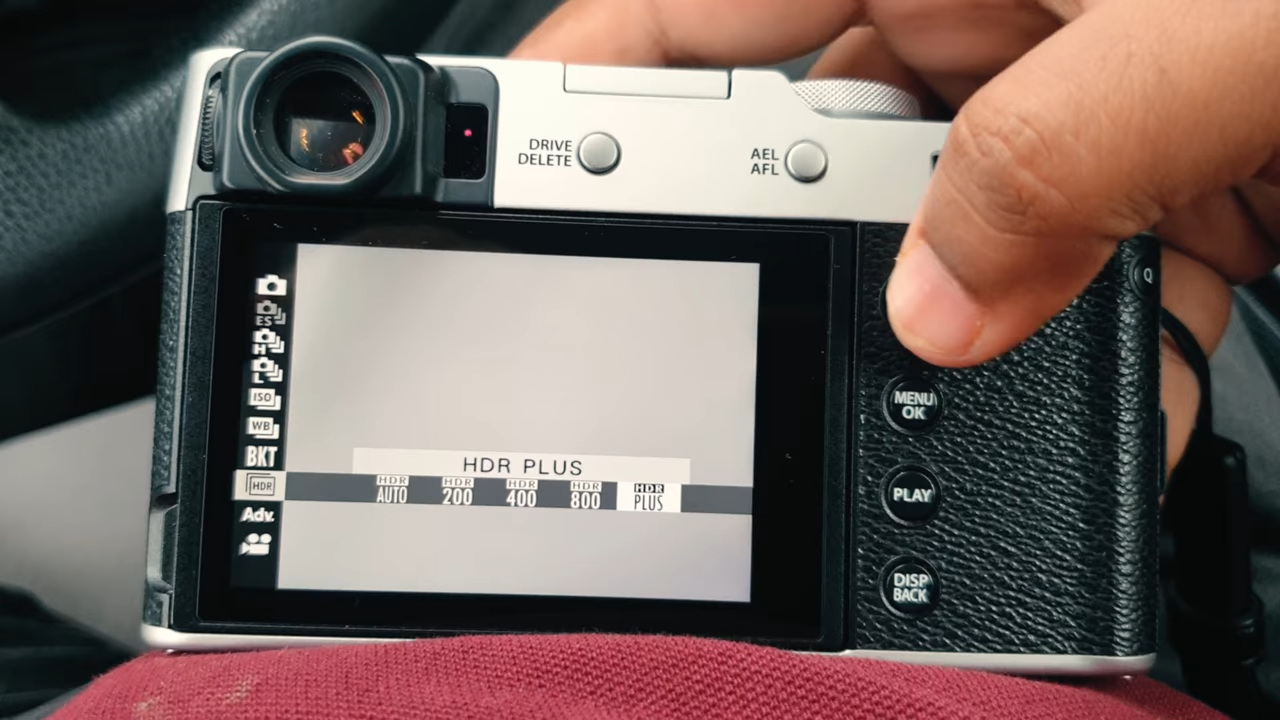 DRIVE
DELETE
AEL
AFL
Q
ES
H
L
ISO
WB
BKT
HDR PLUS
HDR
HDR AUTO
HDR 200
HDR 400
HDR 800
HDR PLUS
Adv.
MENU
OK
PLAY
DISP
BACK